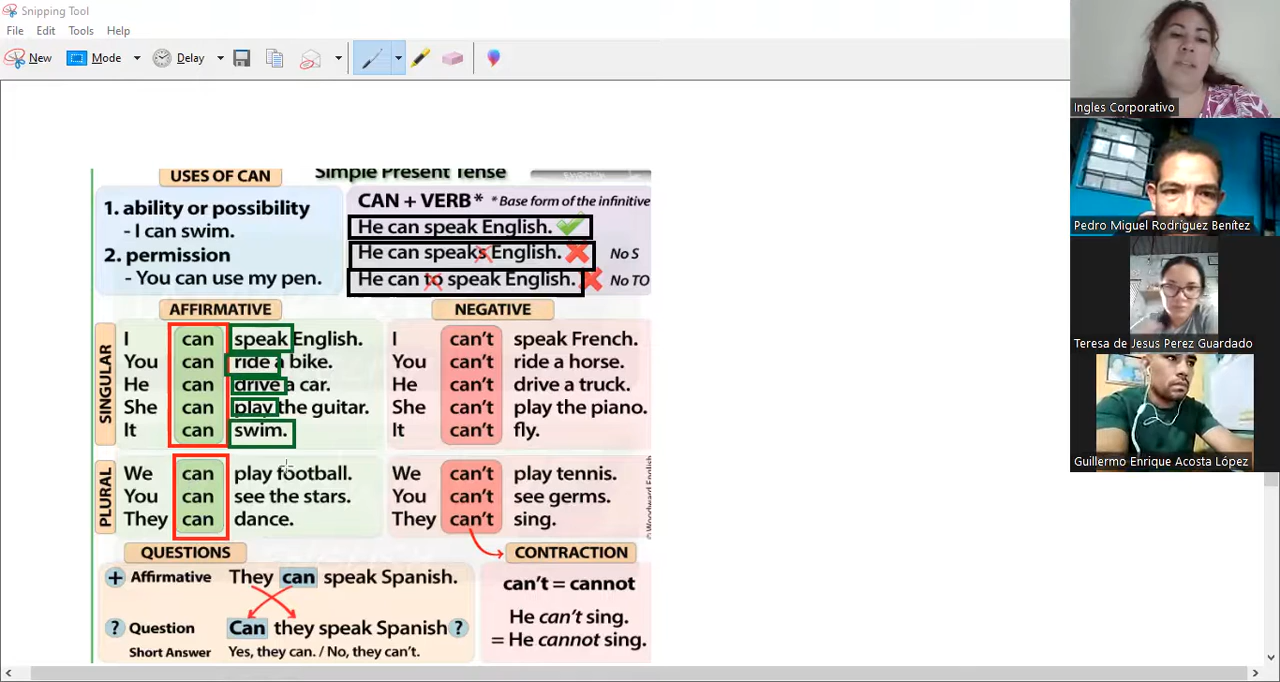 Snipping Tool
File Edit Tools Help
New Mode Delay
USES OF CAN
Simple Present Tense
1. ability or possibility
- I can swim.
2. permission
- You can use my pen.
CAN + VERB* * Base form of the infinitive
He can speak English.
He can speaks English. No S
He can to speak English. No TO
AFFIRMATIVE
SINGULAR
I can speak English.
You can ride a bike.
He can drive a car.
She can play the guitar.
It can swim.
PLURAL
We can play football.
You can see the stars.
They can dance.
NEGATIVE
I can't speak French.
You can't ride a horse.
He can't drive a truck.
She can't play the piano.
It can't fly.
We can't play tennis.
You can't see germs.
They can't sing.
©Woodward English
QUESTIONS
+ Affirmative They can speak Spanish.
? Question Can they speak Spanish?
Short Answer Yes, they can. / No, they can't.
CONTRACTION
can't = cannot
He can't sing.
= He cannot sing.
Ingles Corporativo
Pedro Miguel Rodríguez Benítez
Teresa de Jesus Perez Guardado
Guillermo Enrique Acosta López